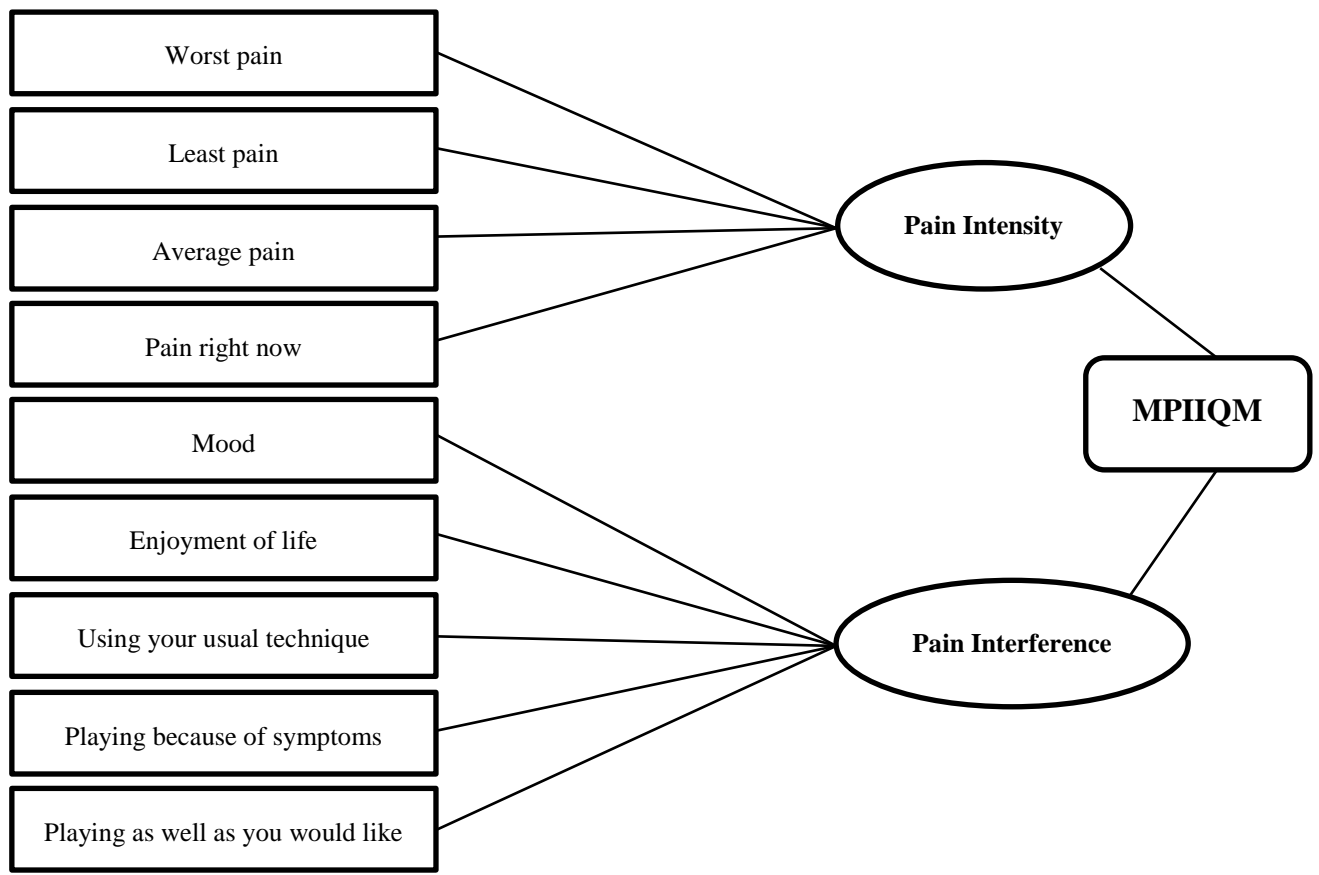 Worst pain
Least pain
Average pain
Pain right now
Mood
Enjoyment of life
Using your usual technique
Playing because of symptoms
Playing as well as you would like
Pain Intensity
Pain Interference
MPIIQM